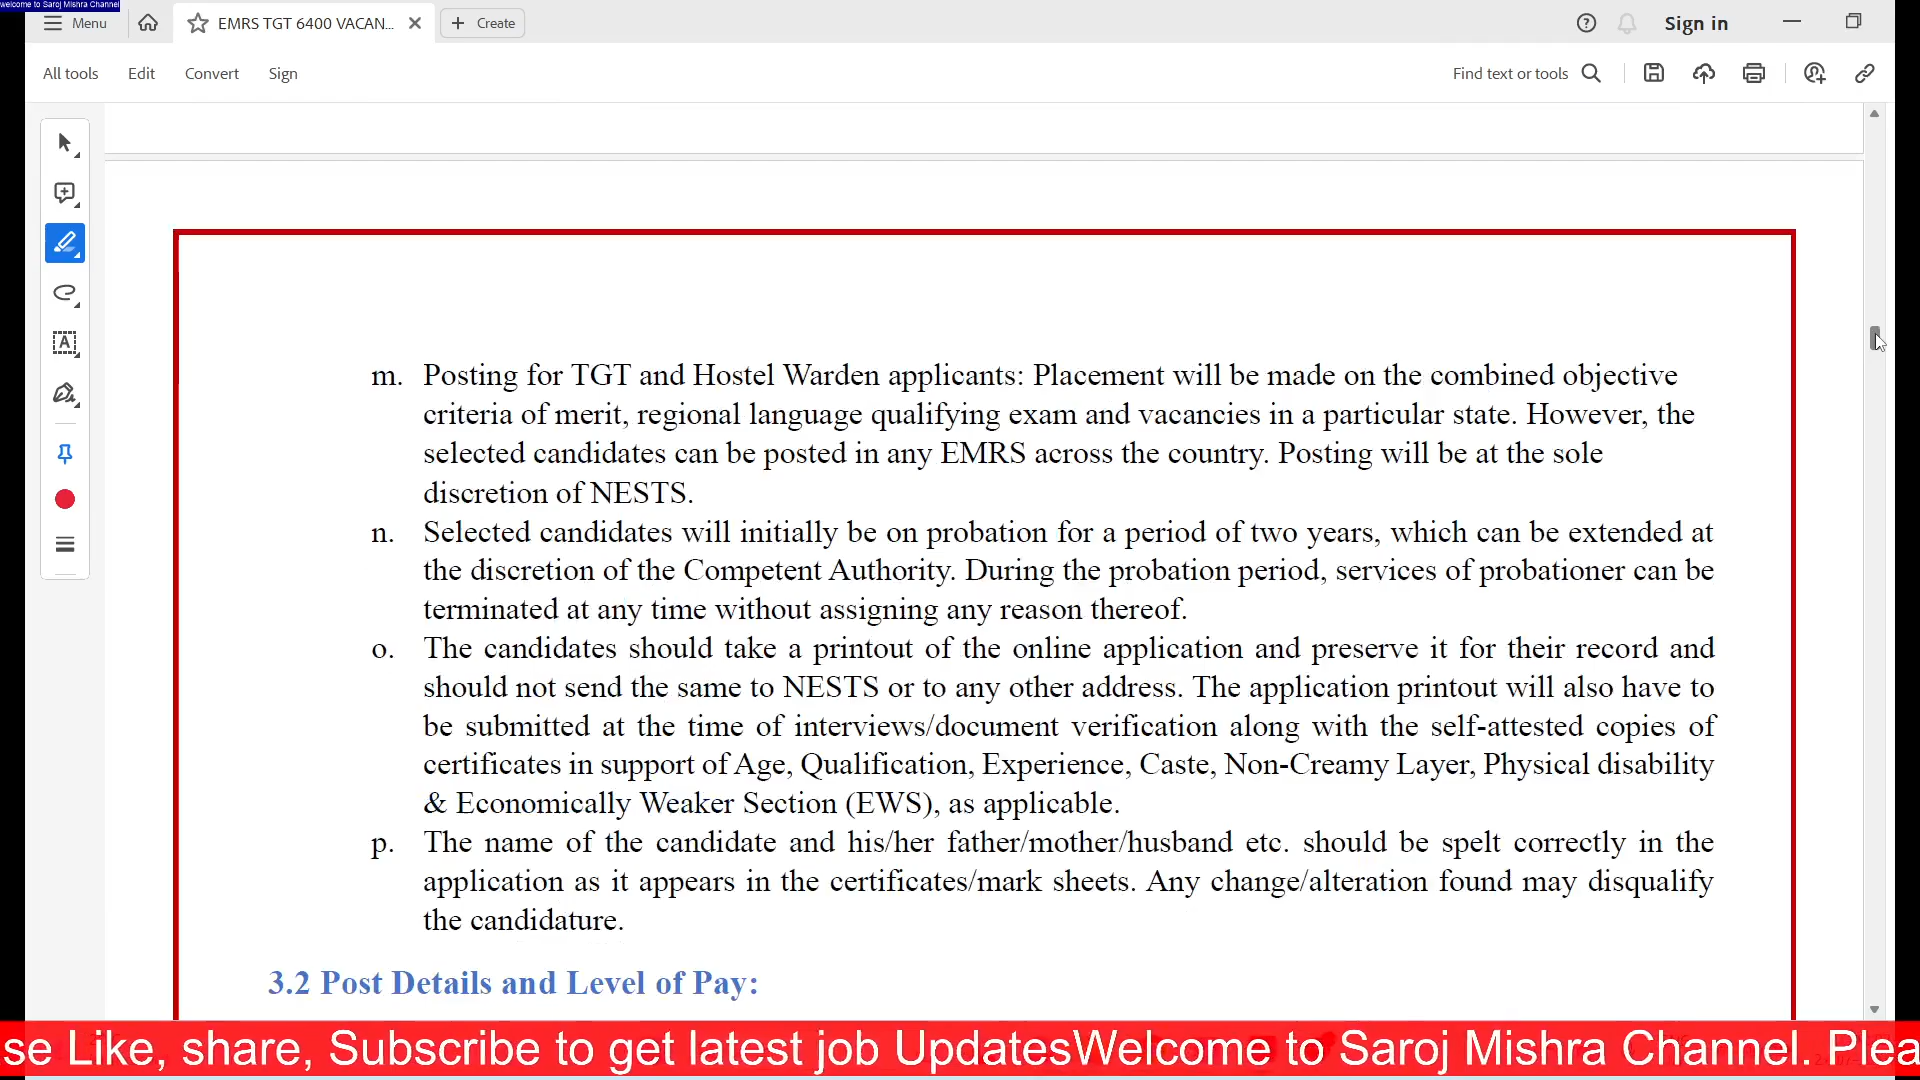 welcome to Saroj Mishra Channel
Menu
EMRS TGT 6400 VACAN...
Create
Sign in
All tools
Edit
Convert
Sign
Find text or tools
m. Posting for TGT and Hostel Warden applicants: Placement will be made on the combined objective
criteria of merit, regional language qualifying exam and vacancies in a particular state. However, the
selected candidates can be posted in any EMRS across the country. Posting will be at the sole
discretion of NESTS.
n. Selected candidates will initially be on probation for a period of two years, which can be extended at
the discretion of the Competent Authority. During the probation period, services of probationer can be
terminated at any time without assigning any reason thereof.
o. The candidates should take a printout of the online application and preserve it for their record and
should not send the same to NESTS or to any other address. The application printout will also have to
be submitted at the time of interviews/document verification along with the self-attested copies of
certificates in support of Age, Qualification, Experience, Caste, Non-Creamy Layer, Physical disability
& Economically Weaker Section (EWS), as applicable.
p. The name of the candidate and his/her father/mother/husband etc. should be spelt correctly in the
application as it appears in the certificates/mark sheets. Any change/alteration found may disqualify
the candidature.
3.2 Post Details and Level of Pay:
se Like, share, Subscribe to get latest job UpdatesWelcome to Saroj Mishra Channel. Plea